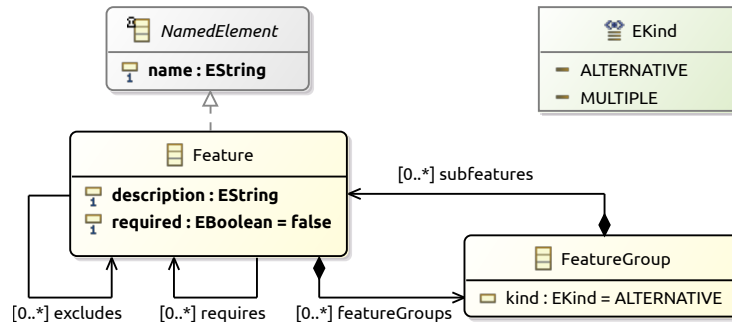 NamedElement
name : EString
EKind
ALTERNATIVE
MULTIPLE
Feature
description : EString
required : EBoolean = false
[0..*] subfeatures
FeatureGroup
kind : EKind = ALTERNATIVE
[0..*] excludes
[0..*] requires
[0..*] featureGroups